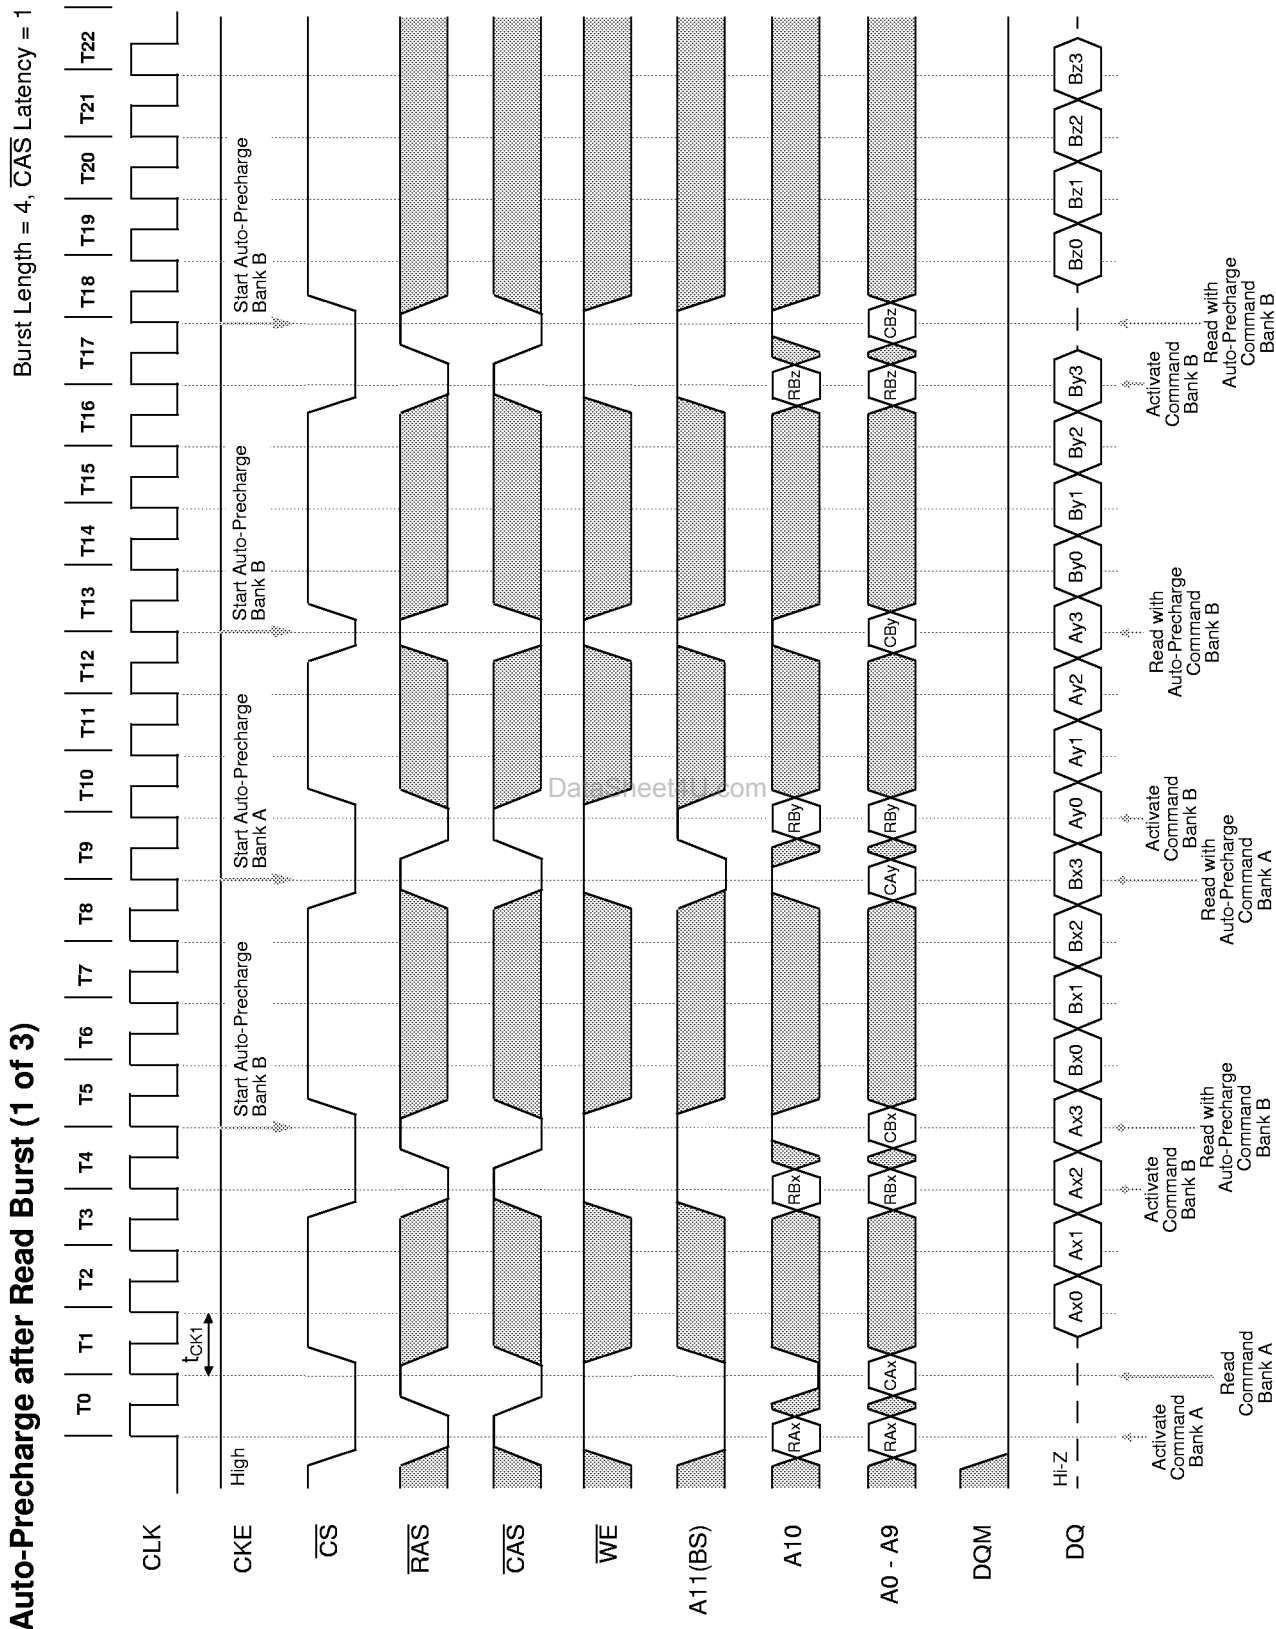 Auto-Precharge after Read Burst (1 of 3)
Burst Length = 4, CAS Latency = 1
T0 T1 T2 T3 T4 T5 T6 T7 T8 T9 T10 T11 T12 T13 T14 T15 T16 T17 T18 T19 T20 T21 T22
CLK
tCK1
CKE
High
Start Auto-Precharge
Bank B
Start Auto-Precharge
Bank A
Start Auto-Precharge
Bank B
Start Auto-Precharge
Bank B
CS
RAS
CAS
WE
A11(BS)
A10
RAx RBx RBy RBz
A0 - A9
RAx CAx RBx CBx CAy RBy CBy RBz CBz
DQM
DQ
Hi-Z
Ax0 Ax1 Ax2 Ax3 Bx0 Bx1 Bx2 Bx3 Ay0 Ay1 Ay2 Ay3 By0 By1 By2 By3 Bz0 Bz1 Bz2 Bz3
Activate
Command
Bank A
Read
Command
Bank A
Activate
Command
Bank B
Read with
Auto-Precharge
Command
Bank B
Read with
Auto-Precharge
Command
Bank A
Activate
Command
Bank B
Read with
Auto-Precharge
Command
Bank B
Activate
Command
Bank B
Read with
Auto-Precharge
Command
Bank B
DataSheet4U.com